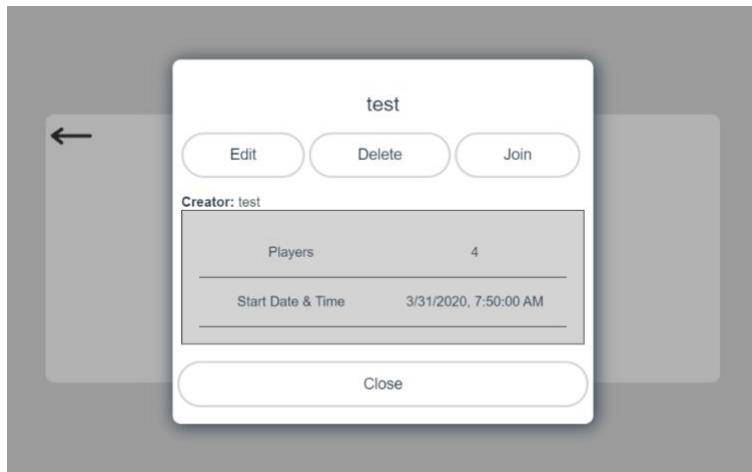 test
Edit Delete Join
Creator: test
Players 4
Start Date & Time 3/31/2020, 7:50:00 AM
Close